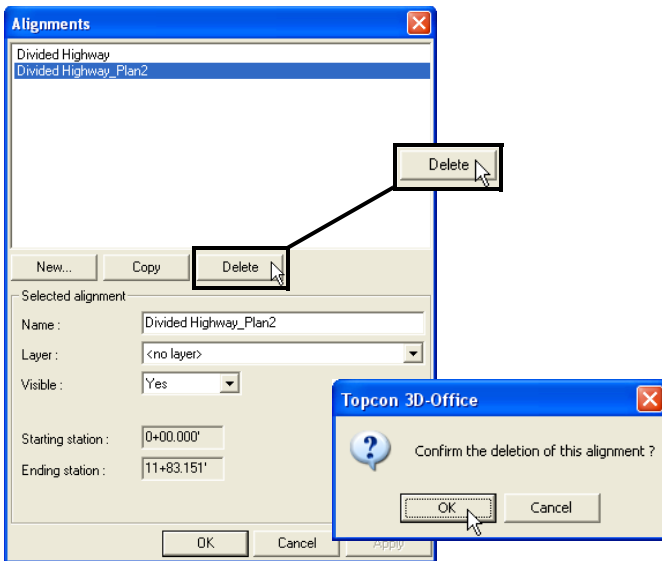 Alignments
Divided Highway
Divided Highway_Plan2
Delete
New... Copy Delete
Selected alignment
Name : Divided Highway_Plan2
Layer : <no layer>
Visible : Yes
Topcon 3D-Office
Starting station : 0+00.000'
Confirm the deletion of this alignment ?
Ending station : 11+83.151'
OK Cancel
OK Cancel Apply